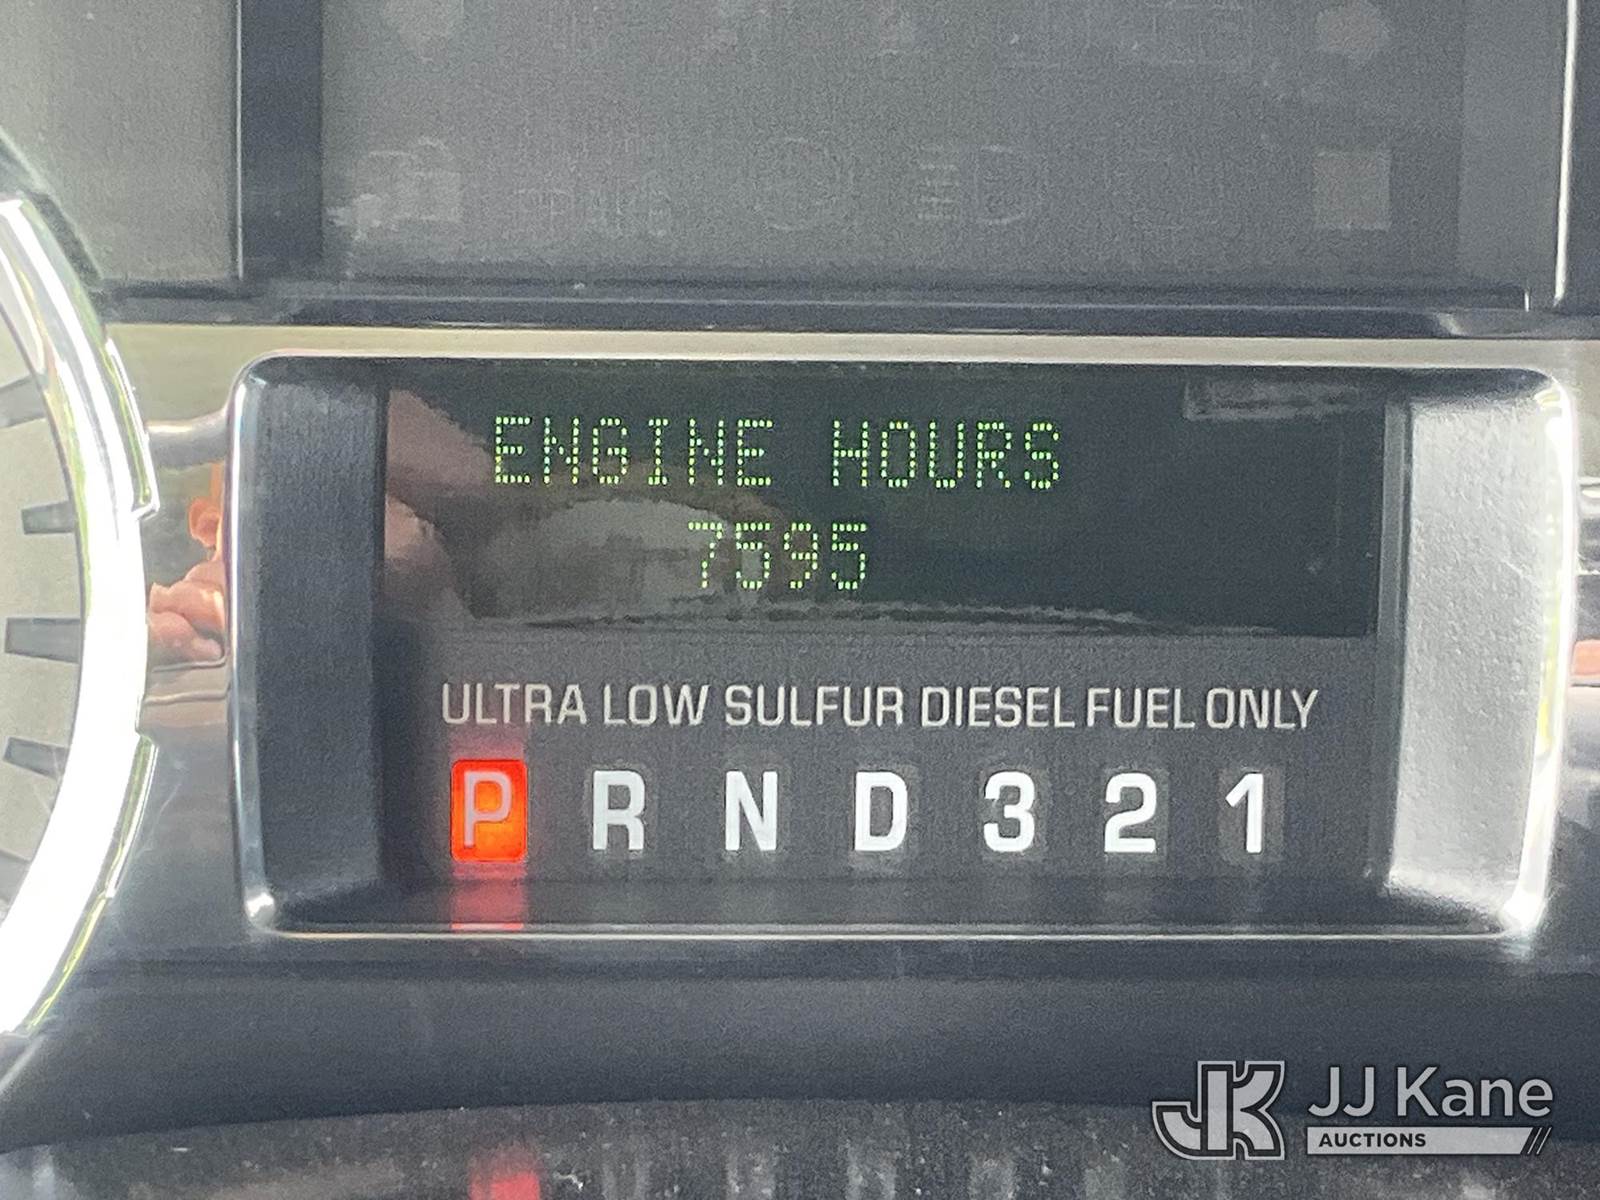 ENGINE HOURS
7595
ULTRA LOW SULFUR DIESEL FUEL ONLY
P R N D 3 2 1
JK JJ Kane
AUCTIONS